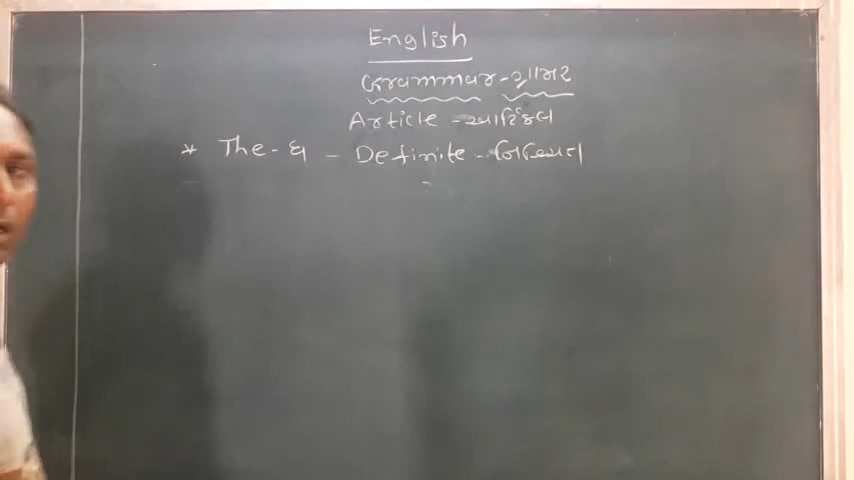 English
Grammar - ગ્રામર
Article - આર્ટિકલ
* The - ધ - Definite - નિશ્ચિત